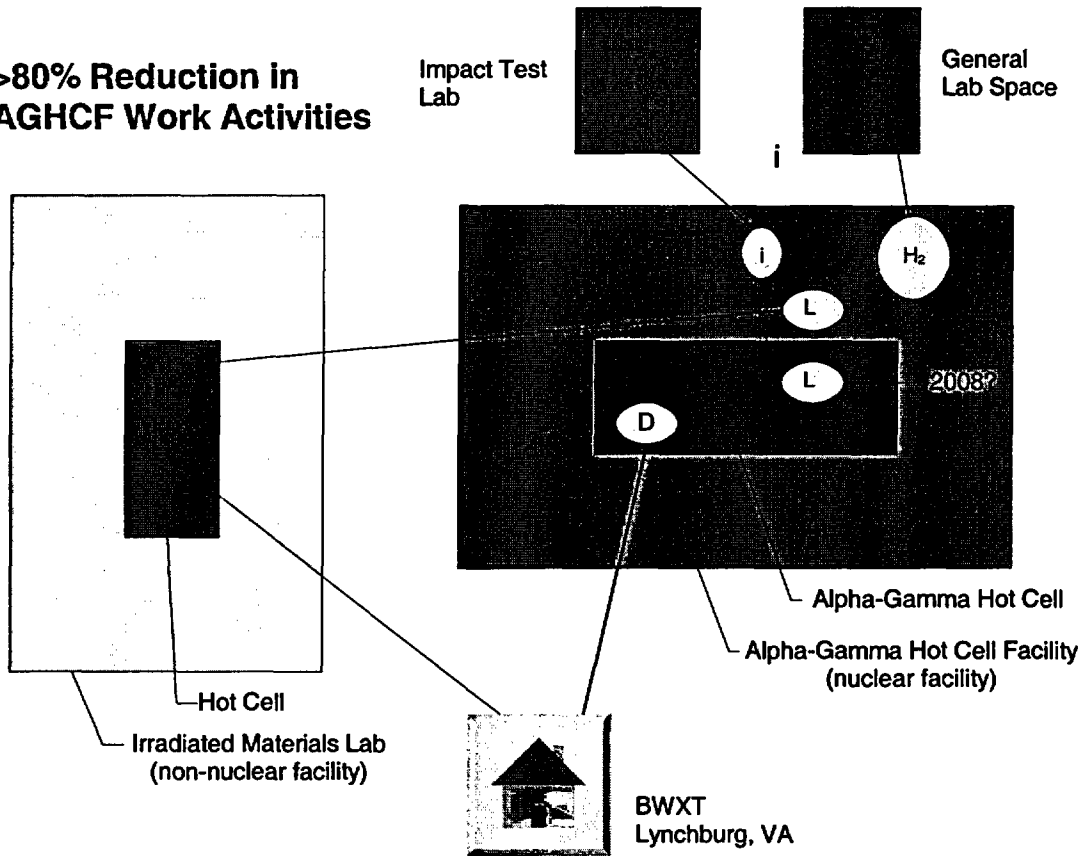 >80% Reduction in
AGHCF Work Activities
Impact Test
Lab
General
Lab Space
i
i
H₂
L
L
2008?
D
Alpha-Gamma Hot Cell
Alpha-Gamma Hot Cell Facility
(nuclear facility)
Hot Cell
Irradiated Materials Lab
(non-nuclear facility)
BWXT
Lynchburg, VA